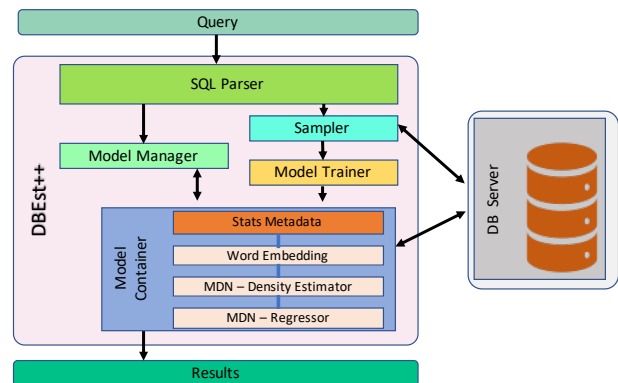 Query
SQL Parser
Sampler
Model Manager
Model Trainer
DBEst++
Model
Container
Stats Metadata
Word Embedding
MDN – Density Estimator
MDN – Regressor
DB Server
Results